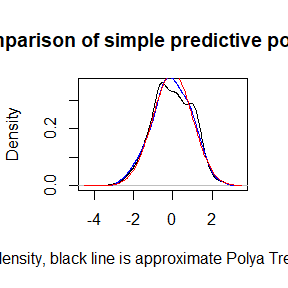 mparison of simple predictive po
Density
0.2
0.0
-4 -2 0 2
density, black line is approximate Polya Tre